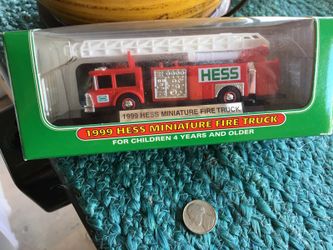 HESS
1999 HESS MINIATURE FIRE TRUCK
1999 HESS MINIATURE FIRE TRUCK
FOR CHILDREN 4 YEARS AND OLDER